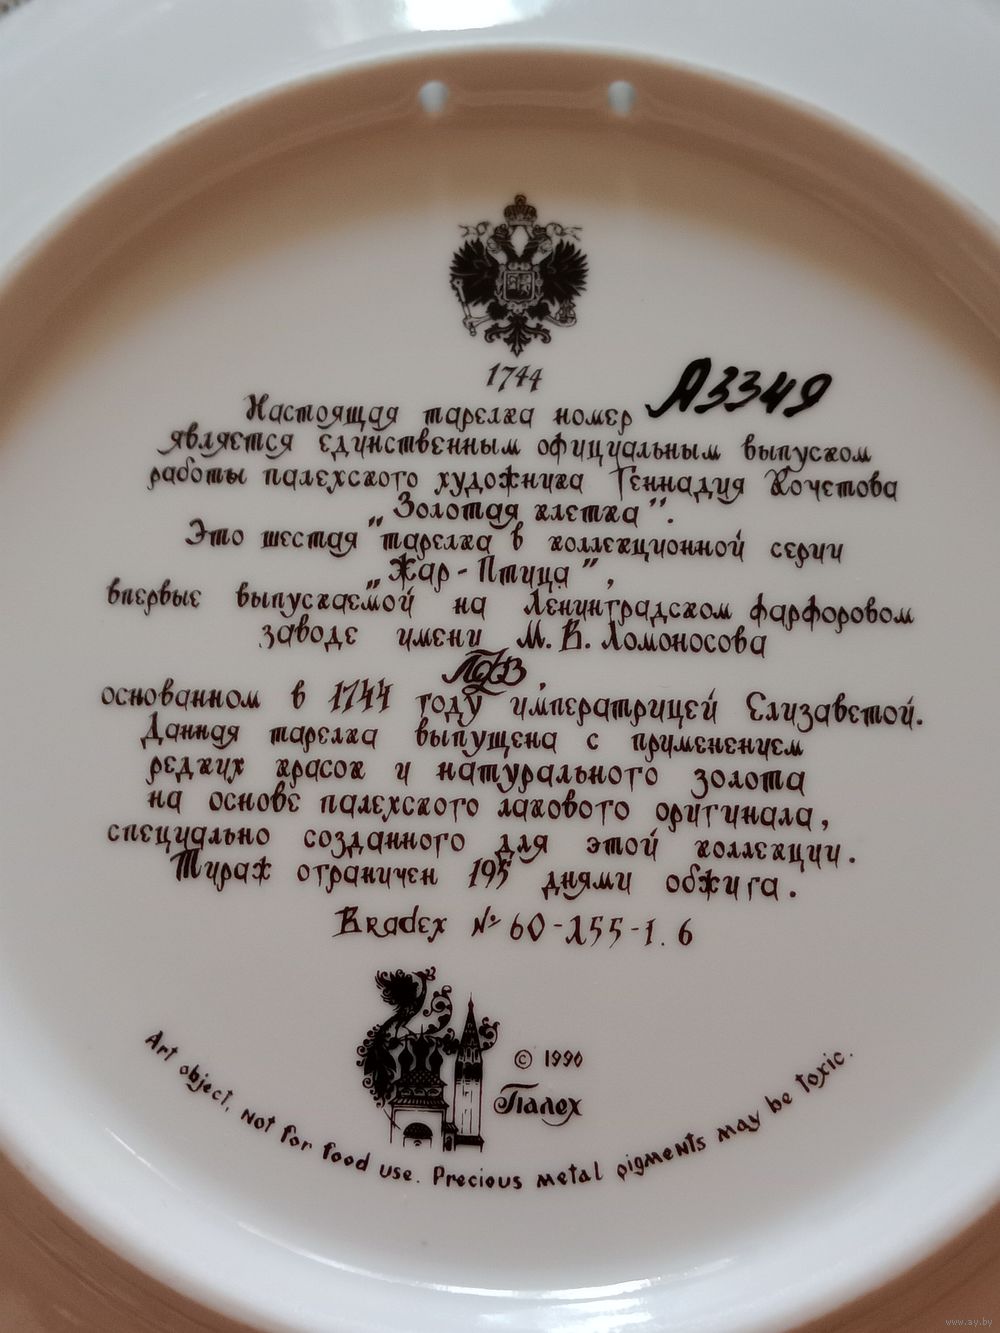 1744
Настоящая тарелка номер А3349
является единственным официальным выпуском
работы палехского художника Геннадия Кочетова
„Золотая клетка”.
Это шестая тарелка в коллекционной серии
„Жар-Птица”,
впервые выпускаемой на Ленинградском фарфоровом
заводе имени М. В. Ломоносова
ЛФЗ,
основанном в 1744 году императрицей Елизаветой.
Данная тарелка выпущена с применением
редких красок и натурального золота
на основе палехского лакового оригинала,
специально созданного для этой коллекции.
Тираж ограничен 195 днями обжига.
Bradex № 60-L55-1.6
© 1990
Палех
Art object, not for food use. Precious metal pigments may be toxic.
www.ay.by